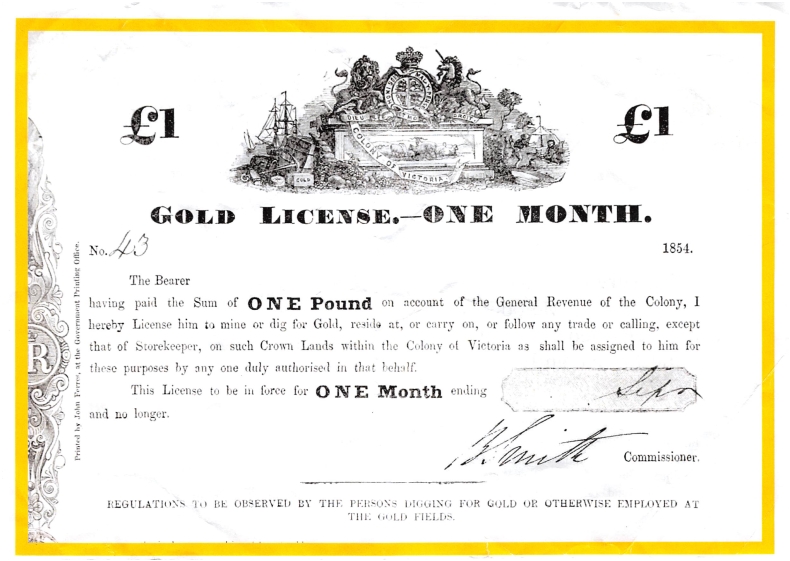 £1
£1
COLONY OF VICTORIA
GOLD
GOLD LICENSE.—ONE MONTH.
No. 43
1854.
The Bearer
having paid the Sum of ONE Pound on account of the General Revenue of the Colony, I
hereby License him to mine or dig for Gold, reside at, or carry on, or follow any trade or calling, except
that of Storekeeper, on such Crown Lands within the Colony of Victoria as shall be assigned to him for
these purposes by any one duly authorised in that behalf.
This License to be in force for ONE Month ending
and no longer.
Smith
Commissioner.
REGULATIONS TO BE OBSERVED BY THE PERSONS DIGGING FOR GOLD OR OTHERWISE EMPLOYED AT
THE GOLD FIELDS.
Printed by John Ferres, at the Government Printing Office.
R